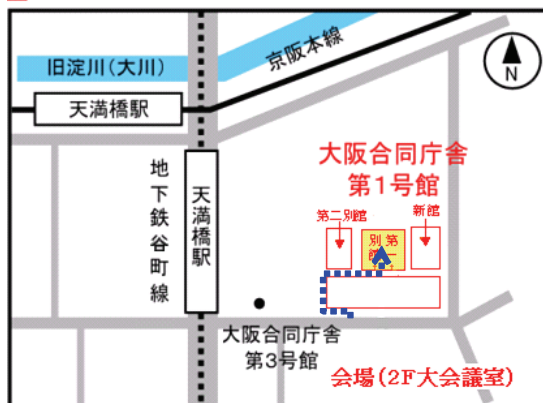 旧淀川(大川)
京阪本線
N
天満橋駅
大阪合同庁舎
第1号館
地下鉄谷町線
天満橋駅
第二別館
新館
第一
別館
大阪合同庁舎
第3号館
会場(2F大会議室)